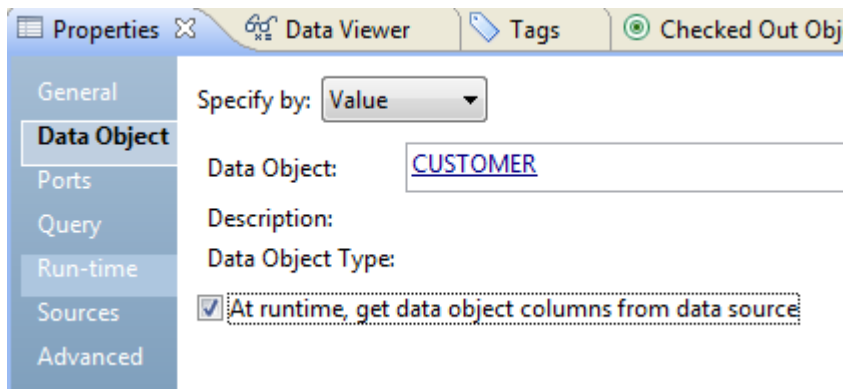 Properties Data Viewer Tags Checked Out Obj
General
Specify by: Value
Data Object
Data Object: CUSTOMER
Ports
Description:
Query
Data Object Type:
Run-time
At runtime, get data object columns from data source
Sources
Advanced